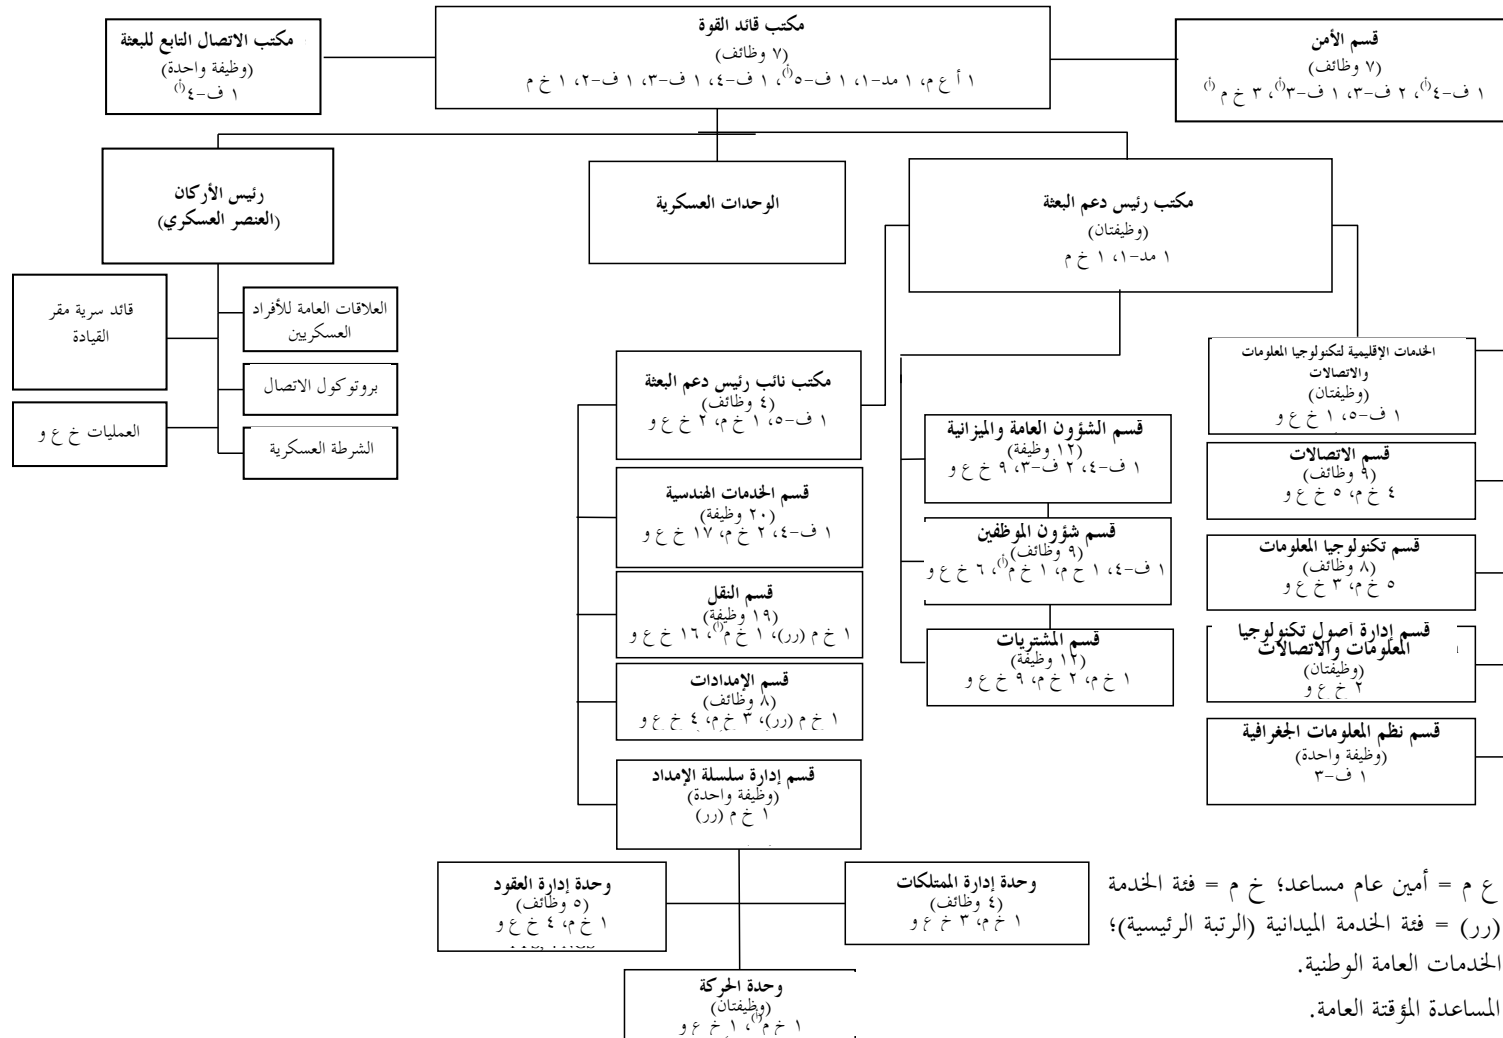 مكتب قائد القوة
(٧ وظائف)
١ أ ع م، ١ مد-١، ١ ف-٥(أ)، ١ ف-٤، ١ ف-٣، ١ ف-٢، ١ خ م
قسم الأمن
(٧ وظائف)
١ ف-٤(أ)، ٢ ف-٣، ١ ف-٣(أ)، ٣ خ م (أ)
مكتب الاتصال التابع للبعثة
(وظيفة واحدة)
١ ف-٤(أ)
مكتب رئيس دعم البعثة
(وظيفتان)
١ مد-١، ١ خ م
الوحدات العسكرية
رئيس الأركان
(العنصر العسكري)
العلاقات العامة للأفراد
العسكريين
قائد سرية مقر
القيادة
بروتوكول الاتصال
العمليات خ ع و
الشرطة العسكرية
الخدمات الإقليمية لتكنولوجيا المعلومات
والاتصالات
(وظيفتان)
١ ف-٥، ١ خ ع و
قسم الاتصالات
(٩ وظائف)
٤ خ م، ٥ خ ع و
قسم تكنولوجيا المعلومات
(٨ وظائف)
٥ خ م، ٣ خ ع و
قسم إدارة أصول تكنولوجيا
المعلومات والاتصالات
(وظيفتان)
٢ خ ع و
قسم نظم المعلومات الجغرافية
(وظيفة واحدة)
١ ف-٣
قسم الشؤون العامة والميزانية
(١٢ وظيفة)
١ ف-٤، ٢ ف-٣، ٩ خ ع و
قسم شؤون الموظفين
(٩ وظائف)
١ ف-٤، ١ خ م، ١ خ م(أ)، ٦ خ ع و
قسم المشتريات
(١٢ وظيفة)
١ خ م، ٢ خ م، ٩ خ ع و
مكتب نائب رئيس دعم البعثة
(٤ وظائف)
١ ف-٥، ١ خ م، ٢ خ ع و
قسم الخدمات الهندسية
(٢٠ وظيفة)
١ ف-٤، ٢ خ م، ١٧ خ ع و
قسم النقل
(١٩ وظيفة)
١ خ م (رر)، ١ خ م(أ)، ١٦ خ ع و
قسم الإمدادات
(٨ وظائف)
١ خ م (رر)، ٣ خ م، ٤ خ ع و
قسم إدارة سلسلة الإمداد
(وظيفة واحدة)
١ خ م (رر)
وحدة إدارة الممتلكات
(٤ وظائف)
١ خ م، ٣ خ ع و
وحدة إدارة العقود
(٥ وظائف)
١ خ م، ٤ خ ع و
وحدة الحركة
(وظيفتان)
١ خ م(أ)، ١ خ ع و
ع م = أمين عام مساعد؛ خ م = فئة الخدمة
(رر) = فئة الخدمة الميدانية (الرتبة الرئيسية)؛
الخدمات العامة الوطنية.
المساعدة المؤقتة العامة.